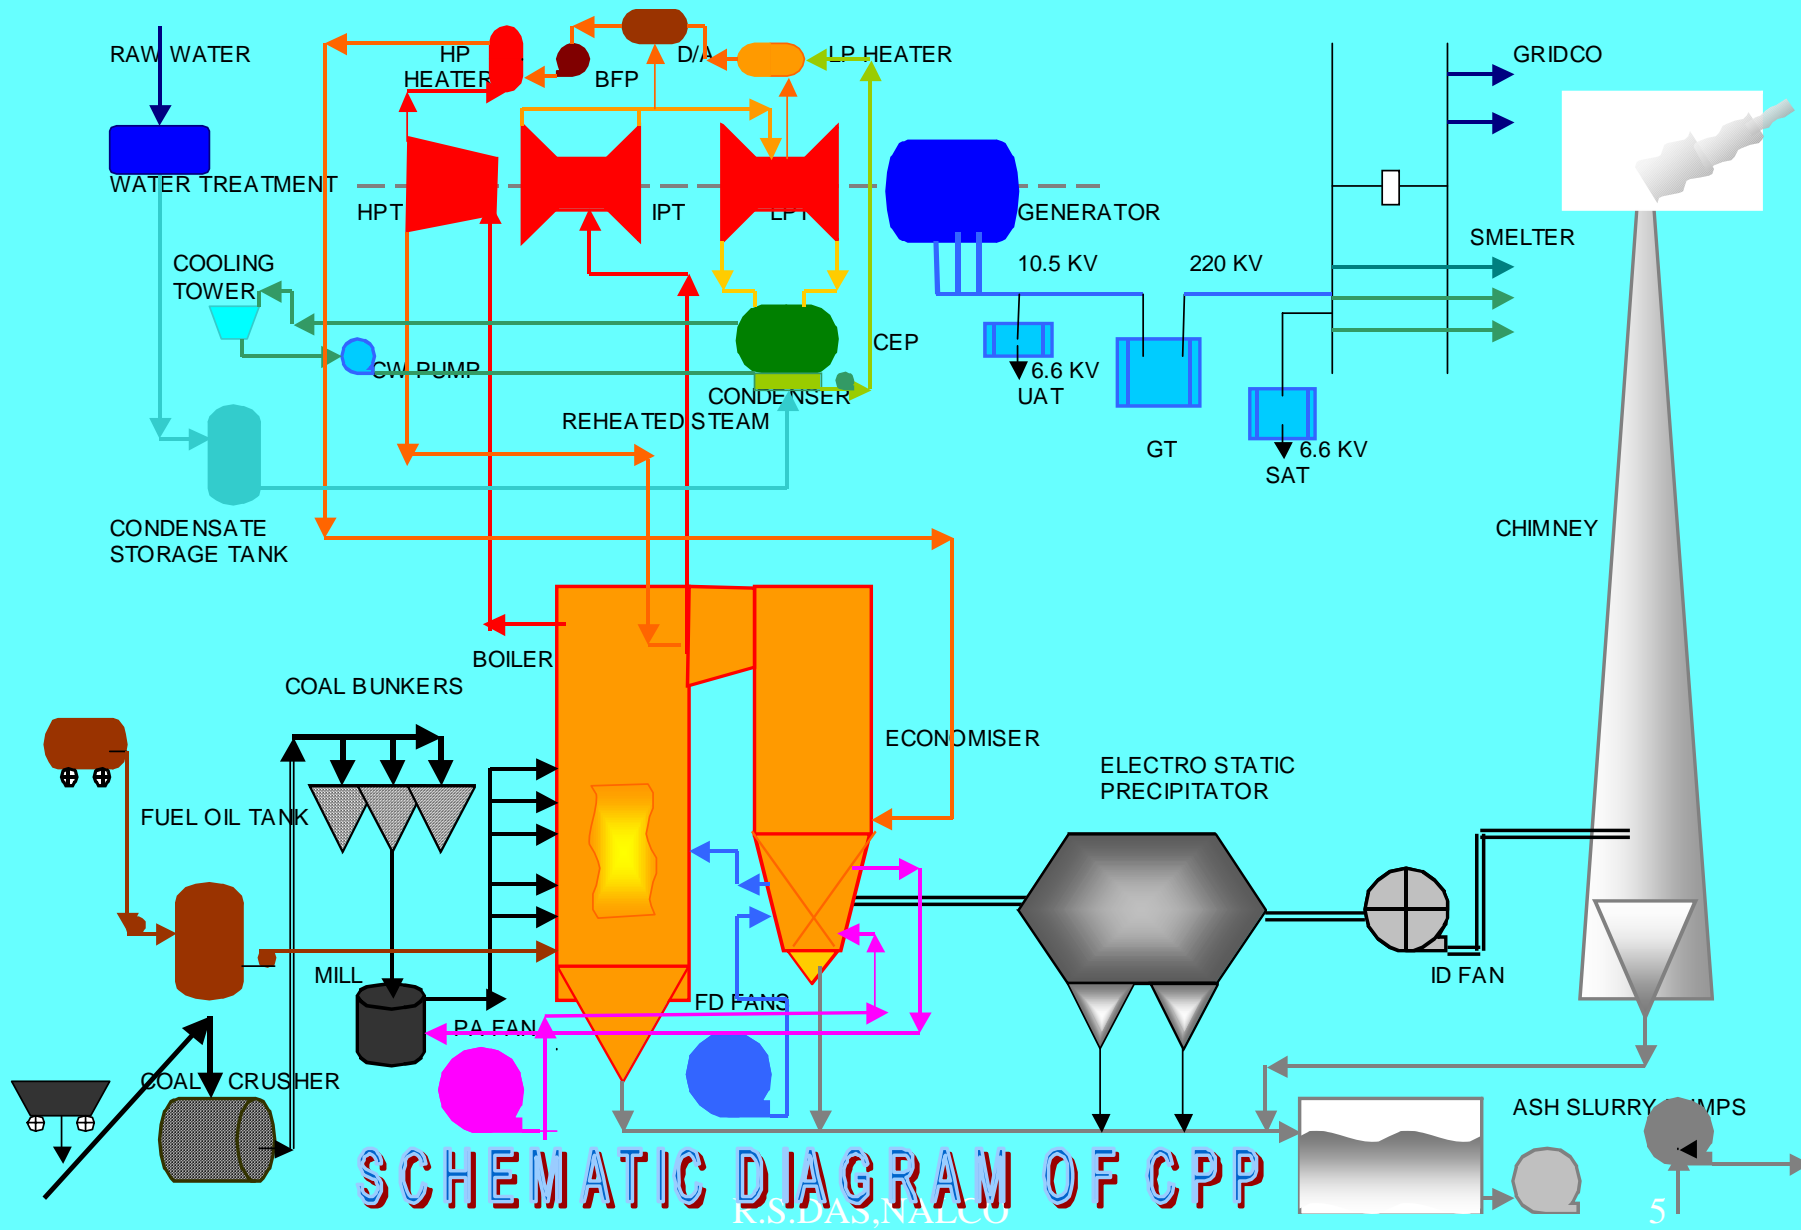 RAW WATER
HP
HEATER
BFP
D/A
LP HEATER
GRIDCO
WATER TREATMENT
HPT
IPT
LPT
GENERATOR
SMELTER
COOLING
TOWER
10.5 KV
220 KV
CEP
CW PUMP
6.6 KV
UAT
CONDENSER
REHEATED STEAM
GT
6.6 KV
SAT
CONDENSATE
STORAGE TANK
CHIMNEY
BOILER
COAL BUNKERS
ECONOMISER
ELECTRO STATIC
PRECIPITATOR
FUEL OIL TANK
MILL
ID FAN
FD FANS
PA FAN
COAL CRUSHER
ASH SLURRY PUMPS
SCHEMATIC DIAGRAM OF CPP
R.S.DAS,NALCO
5